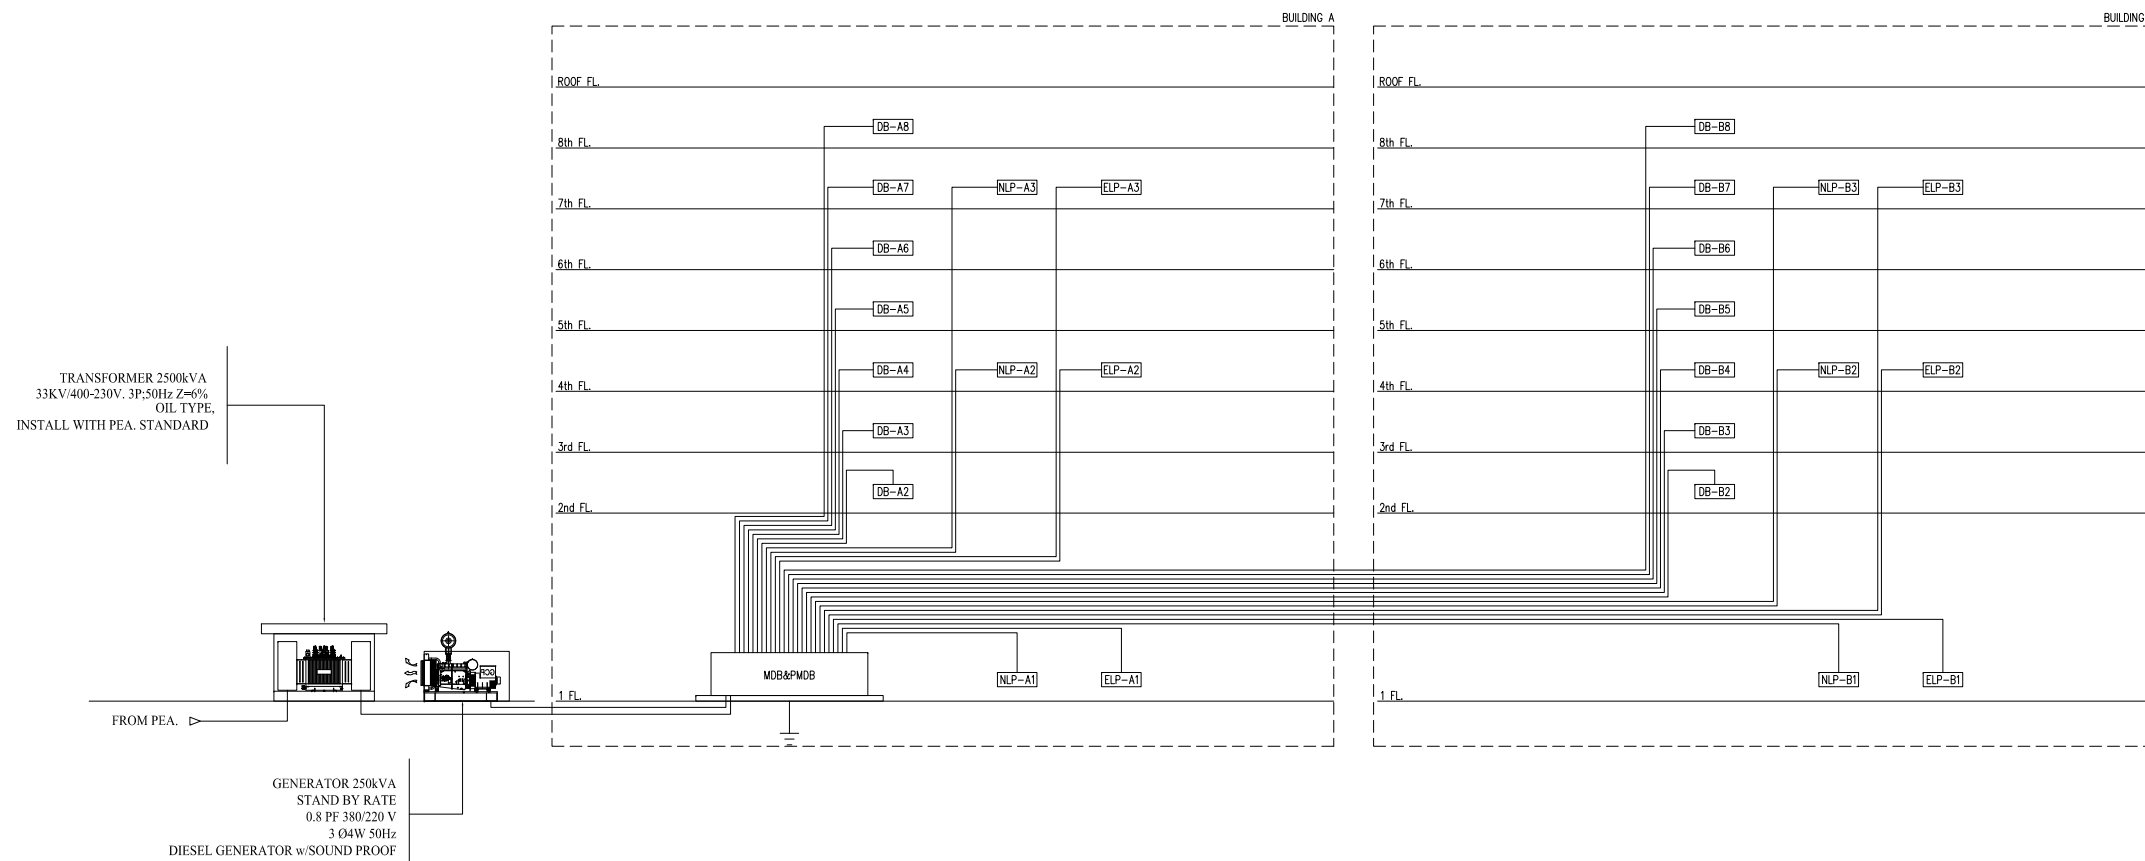 BUILDING A
BUILDING
ROOF FL.
ROOF FL.
DB-A8
DB-B8
8th FL.
8th FL.
DB-A7
NLP-A3
ELP-A3
DB-B7
NLP-B3
ELP-B3
7th FL.
7th FL.
DB-A6
DB-B6
6th FL.
6th FL.
DB-A5
DB-B5
5th FL.
5th FL.
DB-A4
NLP-A2
ELP-A2
DB-B4
NLP-B2
ELP-B2
4th FL.
4th FL.
DB-A3
DB-B3
3rd FL.
3rd FL.
DB-A2
DB-B2
2nd FL.
2nd FL.
TRANSFORMER 2500kVA
33KV/400-230V. 3P;50Hz Z=6%
OIL TYPE,
INSTALL WITH PEA. STANDARD
MDB&PMDB
NLP-A1
ELP-A1
NLP-B1
ELP-B1
1 FL.
1 FL.
FROM PEA.
GENERATOR 250kVA
STAND BY RATE
0.8 PF 380/220 V
3 Ø4W 50Hz
DIESEL GENERATOR w/SOUND PROOF